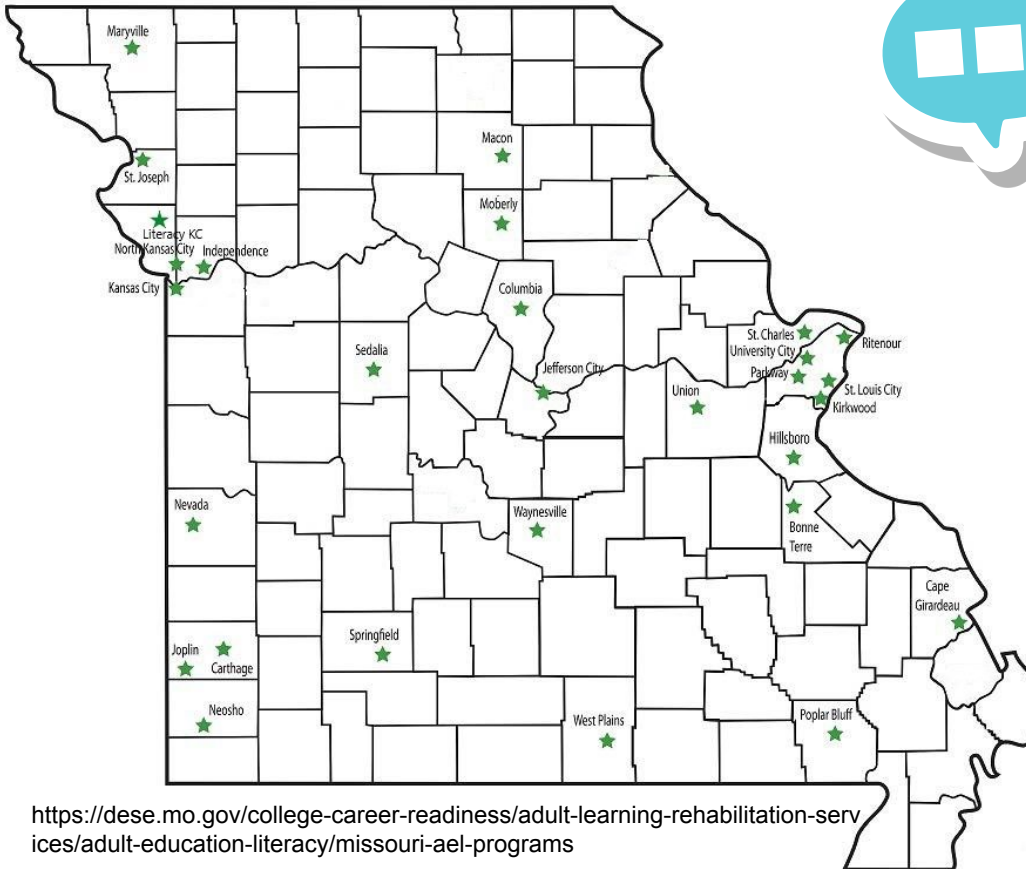 Maryville
Macon
St. Joseph
Moberly
Literacy KC
North Kansas City
Independence
Kansas City
Columbia
St. Charles
University City
Ritenour
Sedalia
Jefferson City
Parkway
Union
St. Louis City
Kirkwood
Hillsboro
Nevada
Waynesville
Bonne
Terre
Cape
Girardeau
Springfield
Joplin
Carthage
Neosho
West Plains
Poplar Bluff
https://dese.mo.gov/college-career-readiness/adult-learning-rehabilitation-serv
ices/adult-education-literacy/missouri-ael-programs